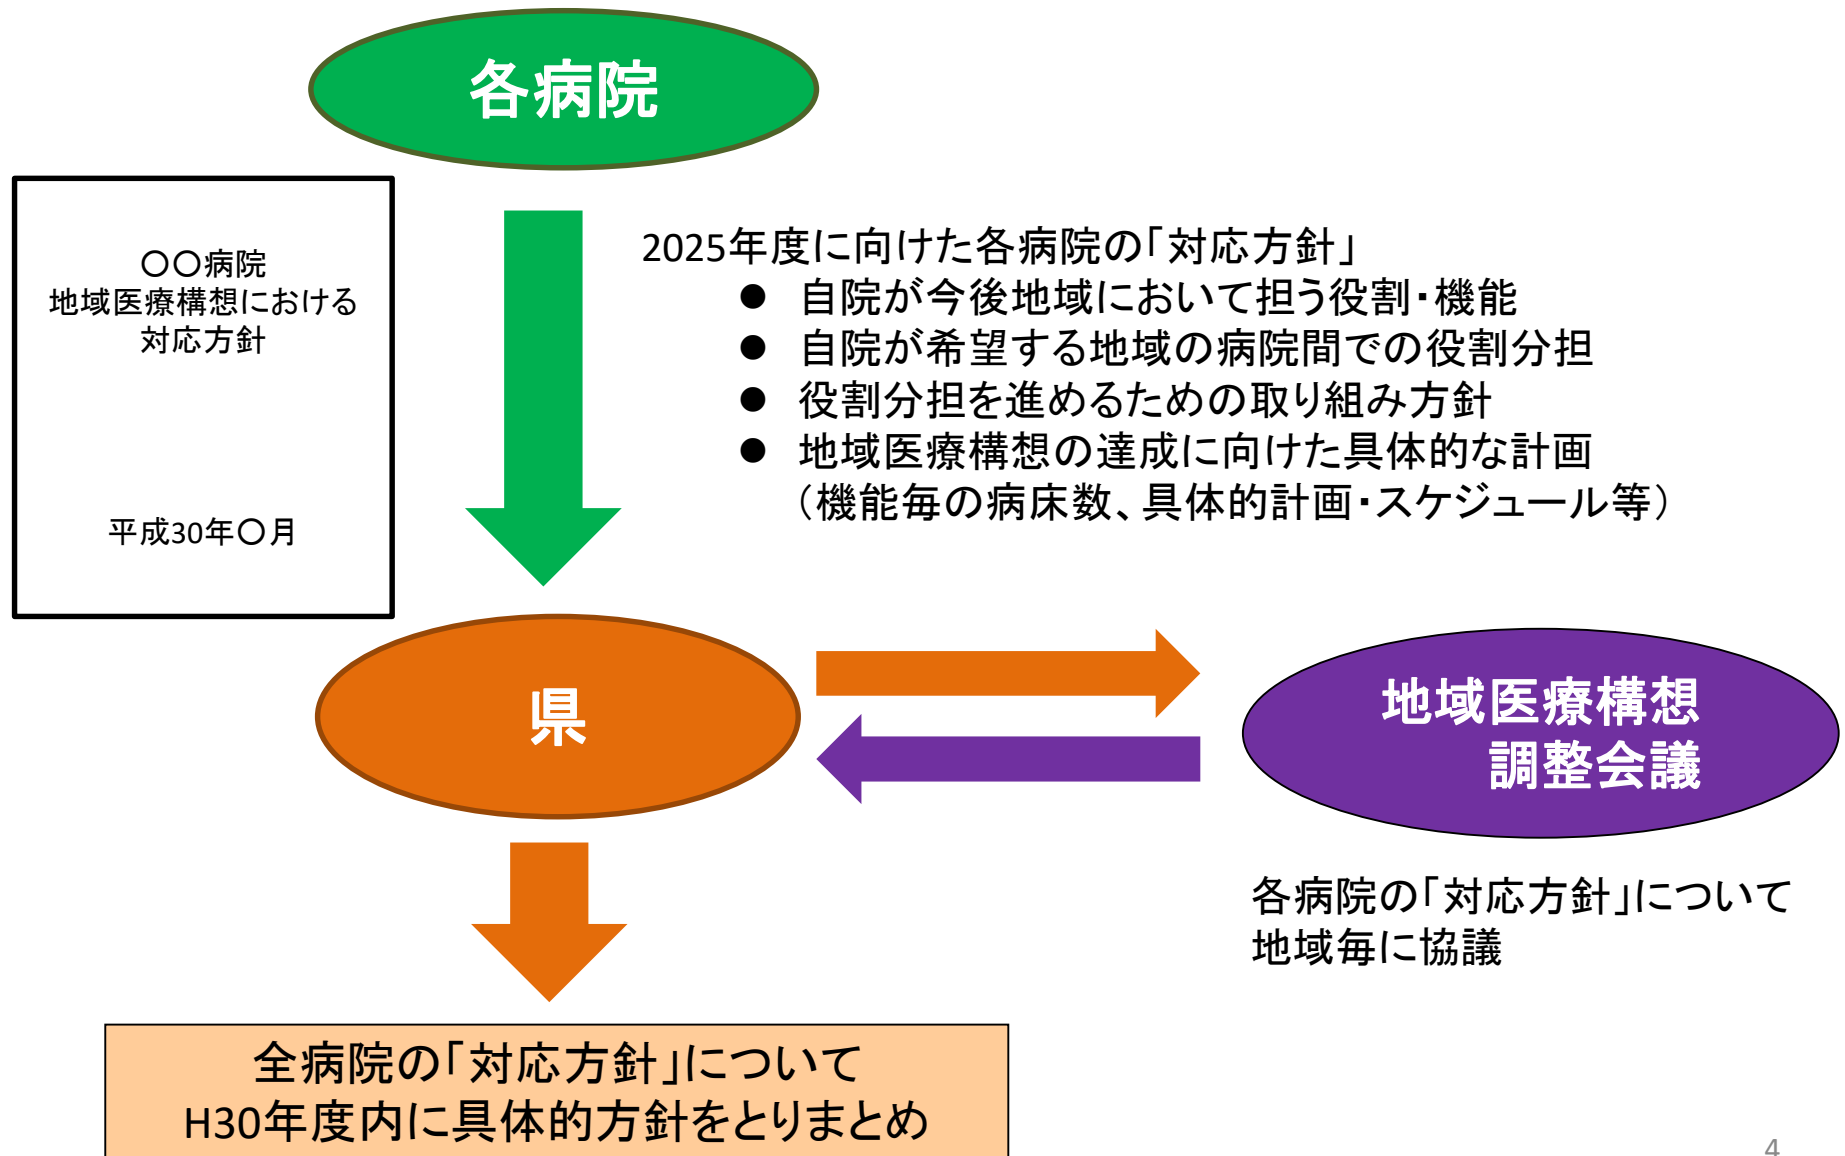 各病院
〇〇病院
地域医療構想における
対応方針
平成30年〇月
2025年度に向けた各病院の「対応方針」
● 自院が今後地域において担う役割・機能
● 自院が希望する地域の病院間での役割分担
● 役割分担を進めるための取り組み方針
● 地域医療構想の達成に向けた具体的な計画
（機能毎の病床数、具体的計画・スケジュール等）
県
地域医療構想
調整会議
各病院の「対応方針」について
地域毎に協議
全病院の「対応方針」について
H30年度内に具体的方針をとりまとめ
4